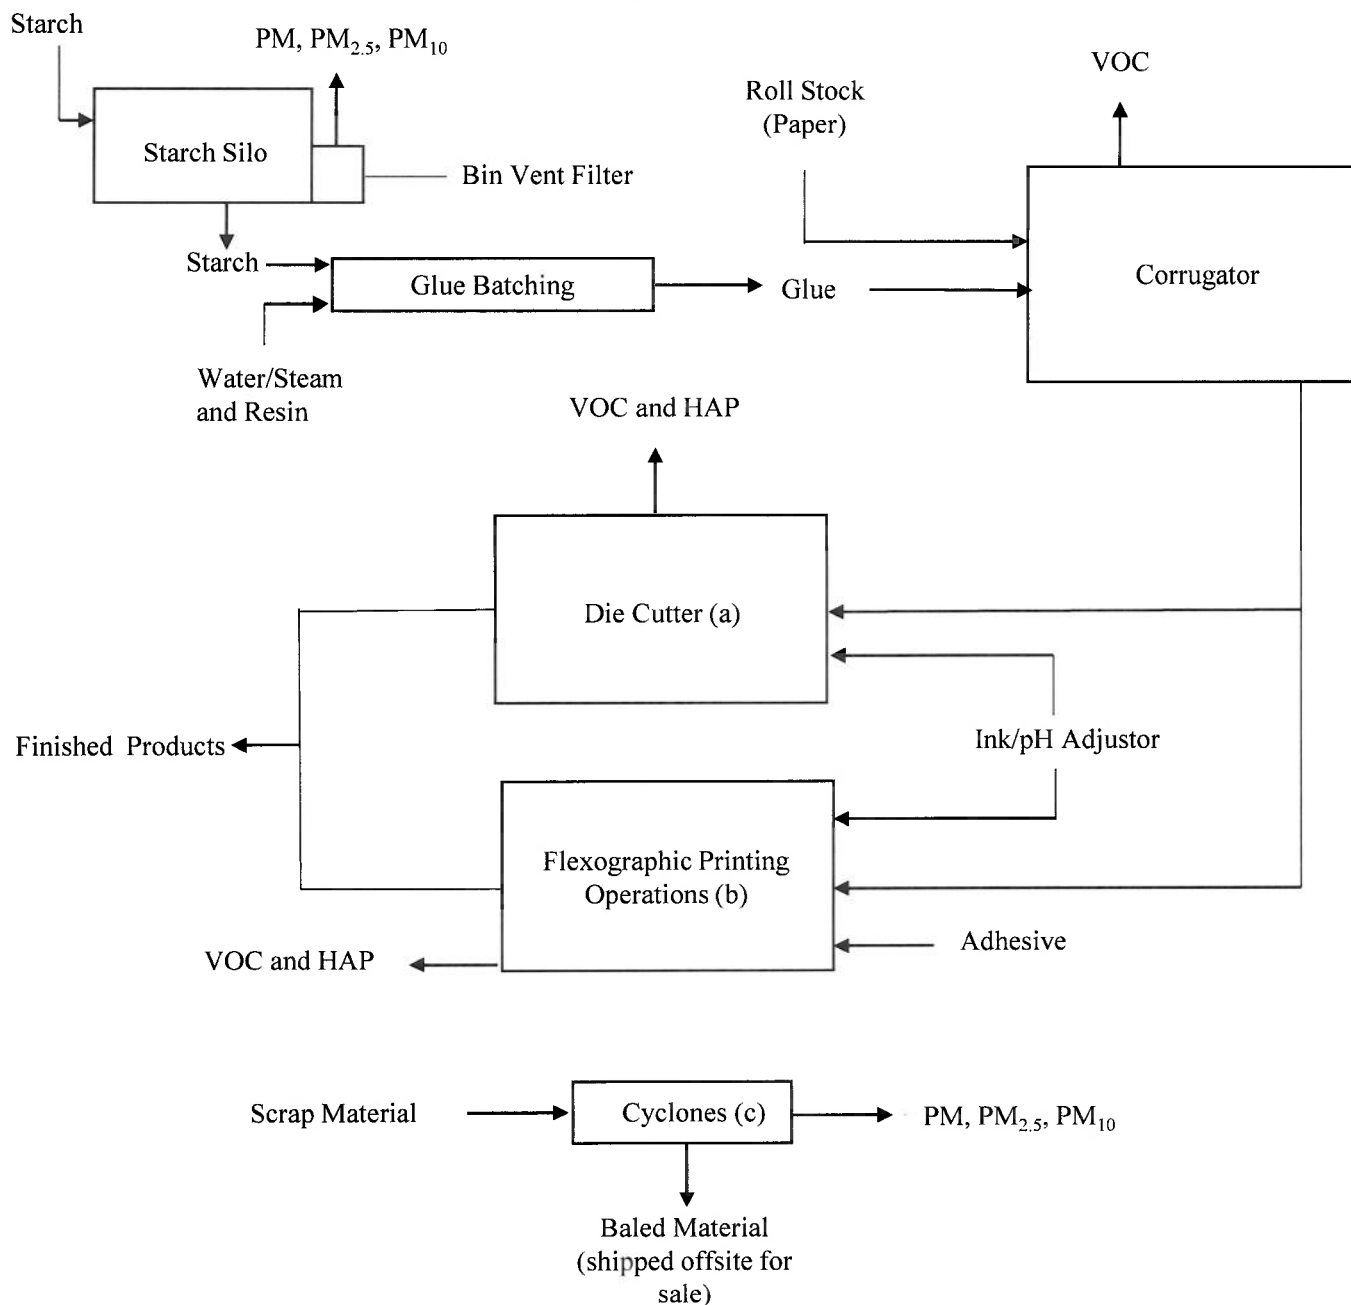 Starch
PM, PM2.5, PM10
VOC
Roll Stock
(Paper)
Starch Silo
Bin Vent Filter
Starch
Glue Batching
Glue
Corrugator
Water/Steam
and Resin
VOC and HAP
Die Cutter (a)
Finished Products
Ink/pH Adjustor
Flexographic Printing
Operations (b)
Adhesive
VOC and HAP
Scrap Material
Cyclones (c)
PM, PM2.5, PM10
Baled Material
(shipped offsite for
sale)